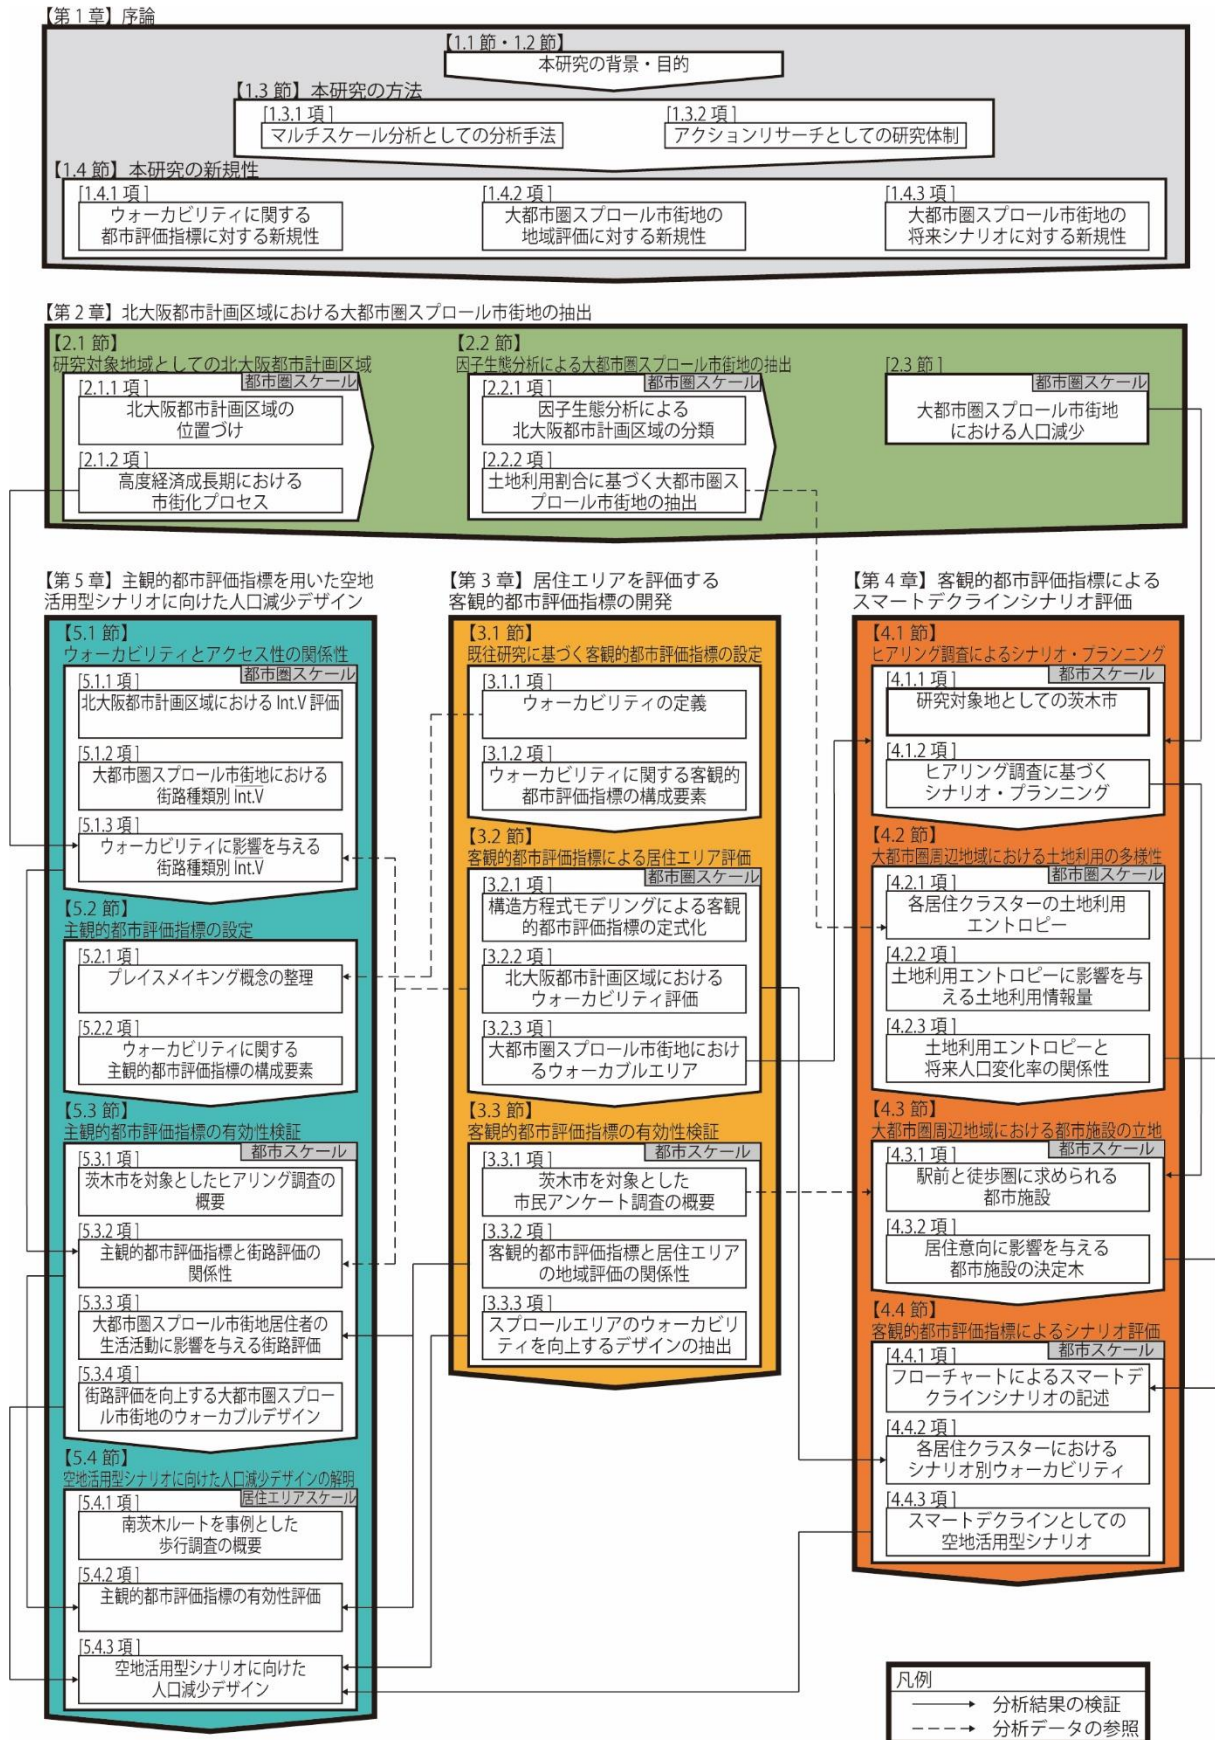 【第1章】序論
【1.1 節・1.2 節】
本研究の背景・目的
【1.3 節】本研究の方法
[1.3.1 項]
マルチスケール分析としての分析手法
[1.3.2 項]
アクションリサーチとしての研究体制
【1.4 節】本研究の新規性
[1.4.1 項]
ウォーカビリティに関する
都市評価指標に対する新規性
[1.4.2 項]
大都市圏スプロール市街地の
地域評価に対する新規性
[1.4.3 項]
大都市圏スプロール市街地の
将来シナリオに対する新規性
【第2章】北大阪都市計画区域における大都市圏スプロール市街地の抽出
【2.1 節】
研究対象地域としての北大阪都市計画区域
[2.1.1 項]
都市圏スケール
北大阪都市計画区域の
位置づけ
[2.1.2 項]
高度経済成長期における
市街化プロセス
【2.2 節】
因子生態分析による大都市圏スプロール市街地の抽出
[2.2.1 項]
都市圏スケール
因子生態分析による
北大阪都市計画区域の分類
[2.2.2 項]
土地利用割合に基づく大都市圏ス
プロール市街地の抽出
[2.3 節]
都市圏スケール
大都市圏スプロール市街地
における人口減少
【第5章】主観的都市評価指標を用いた空地
活用型シナリオに向けた人口減少デザイン
【5.1 節】
ウォーカビリティとアクセス性の関係性
[5.1.1 項]
都市圏スケール
北大阪都市計画区域における Int.V 評価
[5.1.2 項]
大都市圏スプロール市街地における
街路種類別 Int.V
[5.1.3 項]
ウォーカビリティに影響を与える
街路種類別 Int.V
【5.2 節】
主観的都市評価指標の設定
[5.2.1 項]
プレイスメイキング概念の整理
[5.2.2 項]
ウォーカビリティに関する
主観的都市評価指標の構成要素
【5.3 節】
主観的都市評価指標の有効性検証
[5.3.1 項]
都市スケール
茨木市を対象としたヒアリング調査の
概要
[5.3.2 項]
主観的都市評価指標と街路評価の
関係性
[5.3.3 項]
大都市圏スプロール市街地居住者の
生活活動に影響を与える街路評価
[5.3.4 項]
街路評価を向上する大都市圏スプロー
ル市街地のウォーカブルデザイン
【5.4 節】
空地活用型シナリオに向けた人口減少デザインの解明
[5.4.1 項]
居住エリアスケール
南茨木ルートを事例とした
歩行調査の概要
[5.4.2 項]
主観的都市評価指標の有効性評価
[5.4.3 項]
空地活用型シナリオに向けた
人口減少デザイン
【第3章】居住エリアを評価する
客観的都市評価指標の開発
【3.1 節】
既往研究に基づく客観的都市評価指標の設定
[3.1.1 項]
ウォーカビリティの定義
[3.1.2 項]
ウォーカビリティに関する客観的
都市評価指標の構成要素
【3.2 節】
客観的都市評価指標による居住エリア評価
[3.2.1 項]
都市圏スケール
構造方程式モデリングによる客観
的都市評価指標の定式化
[3.2.2 項]
北大阪都市計画区域における
ウォーカビリティ評価
[3.2.3 項]
大都市圏スプロール市街地におけ
るウォーカブルエリア
【3.3 節】
客観的都市評価指標の有効性検証
[3.3.1 項]
都市スケール
茨木市を対象とした
市民アンケート調査の概要
[3.3.2 項]
客観的都市評価指標と居住エリア
の地域評価の関係性
[3.3.3 項]
スプロールエリアのウォーカビリ
ティを向上するデザインの抽出
【第4章】客観的都市評価指標による
スマートデクラインシナリオ評価
【4.1 節】
ヒアリング調査によるシナリオ・プランニング
[4.1.1 項]
都市スケール
研究対象地としての茨木市
[4.1.2 項]
ヒアリング調査に基づく
シナリオ・プランニング
【4.2 節】
大都市圏周辺地域における土地利用の多様性
[4.2.1 項]
都市圏スケール
各居住クラスターの土地利用
エントロピー
[4.2.2 項]
土地利用エントロピーに影響を与
える土地利用情報量
[4.2.3 項]
土地利用エントロピーと
将来人口変化率の関係性
【4.3 節】
大都市圏周辺地域における都市施設の立地
[4.3.1 項]
都市スケール
駅前と徒歩圏に求められる
都市施設
[4.3.2 項]
居住意向に影響を与える
都市施設の決定木
【4.4 節】
客観的都市評価指標によるシナリオ評価
[4.4.1 項]
都市スケール
フローチャートによるスマートデ
クラインシナリオの記述
[4.4.2 項]
各居住クラスターにおける
シナリオ別ウォーカビリティ
[4.4.3 項]
スマートデクラインとしての
空地活用型シナリオ
凡例
分析結果の検証
分析データの参照